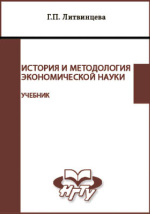 Г.П. Литвинцева
ИСТОРИЯ И МЕТОДОЛОГИЯ
ЭКОНОМИЧЕСКОЙ НАУКИ
УЧЕБНИК
НГТУ